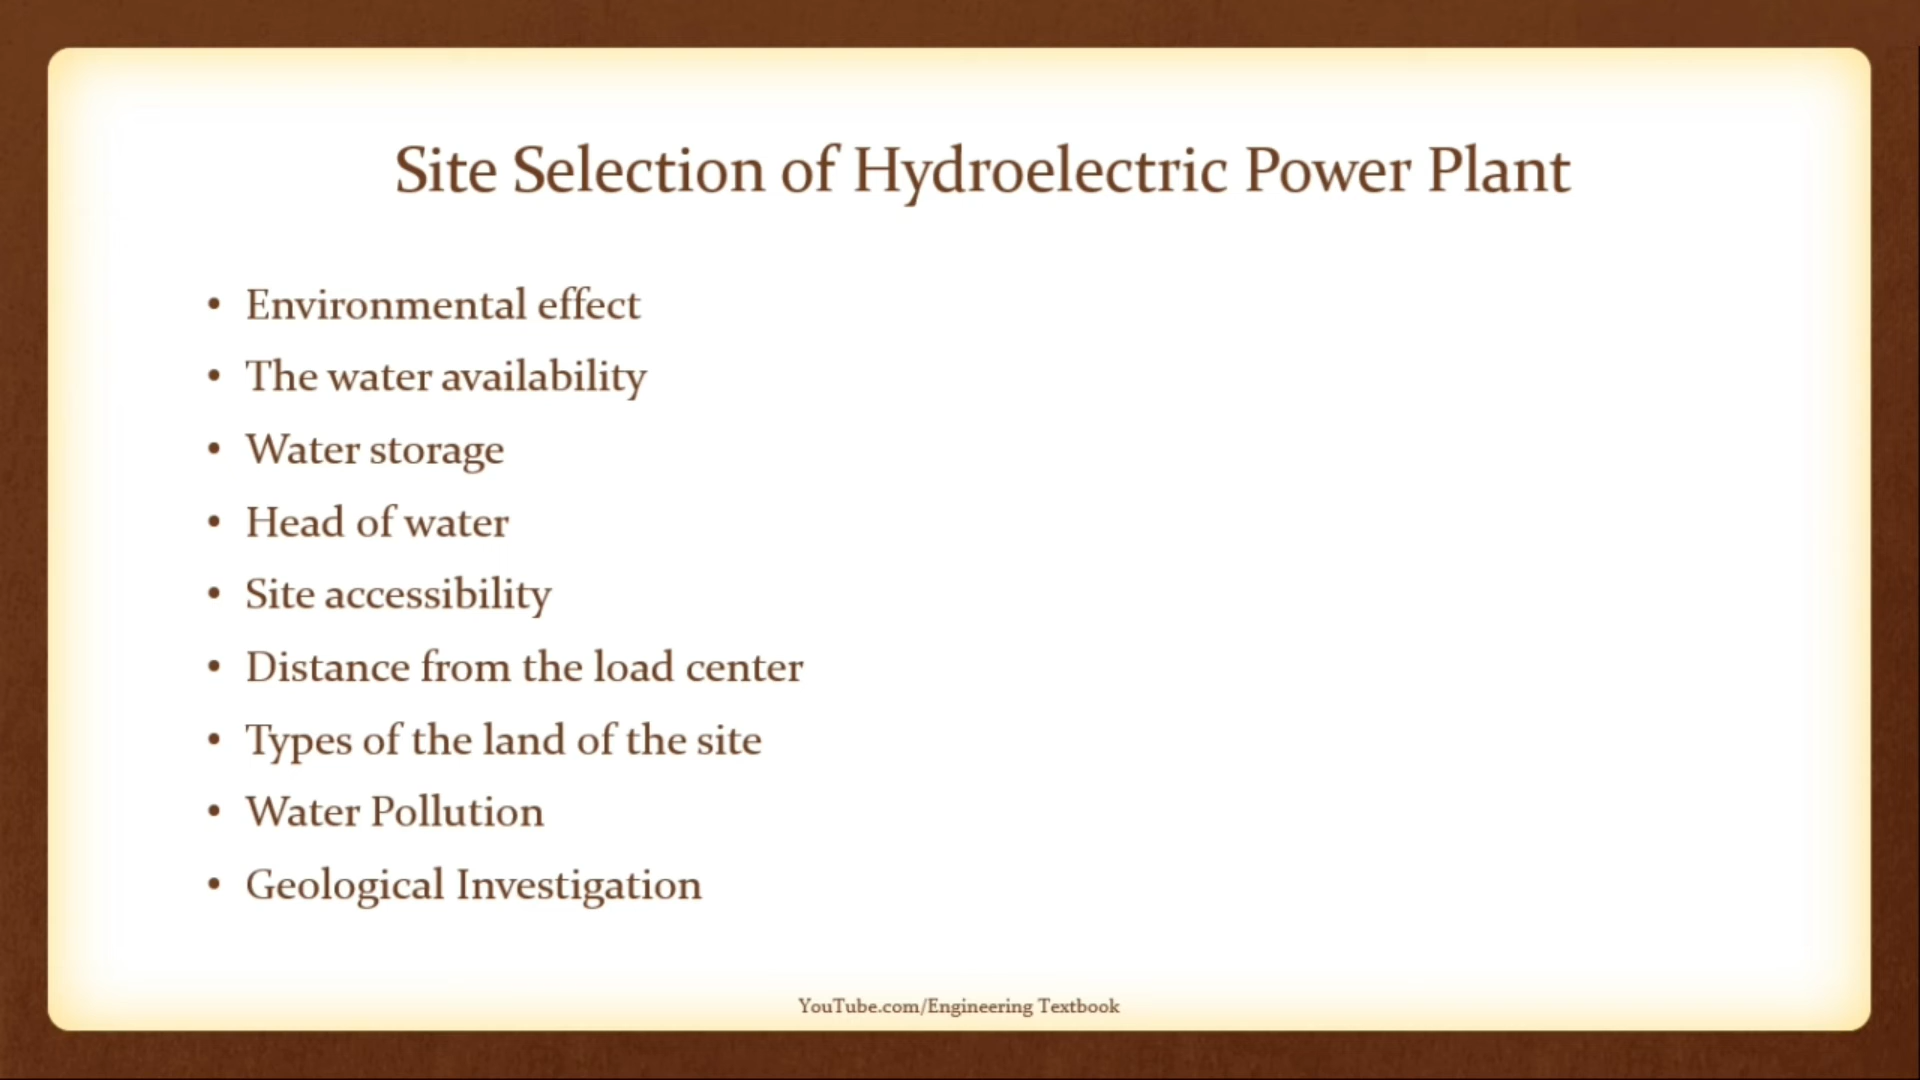 Site Selection of Hydroelectric Power Plant
• Environmental effect
• The water availability
• Water storage
• Head of water
• Site accessibility
• Distance from the load center
• Types of the land of the site
• Water Pollution
• Geological Investigation
YouTube.com/Engineering Textbook